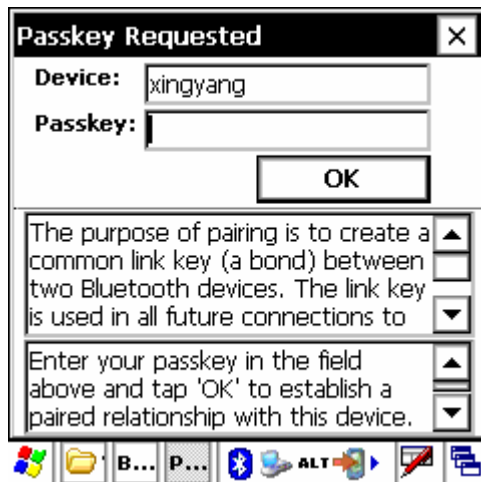 Passkey Requested
Device: xingyang
Passkey:
OK
The purpose of pairing is to create a
common link key (a bond) between
two Bluetooth devices. The link key
is used in all future connections to
Enter your passkey in the field
above and tap 'OK' to establish a
paired relationship with this device.
B... P... ALT